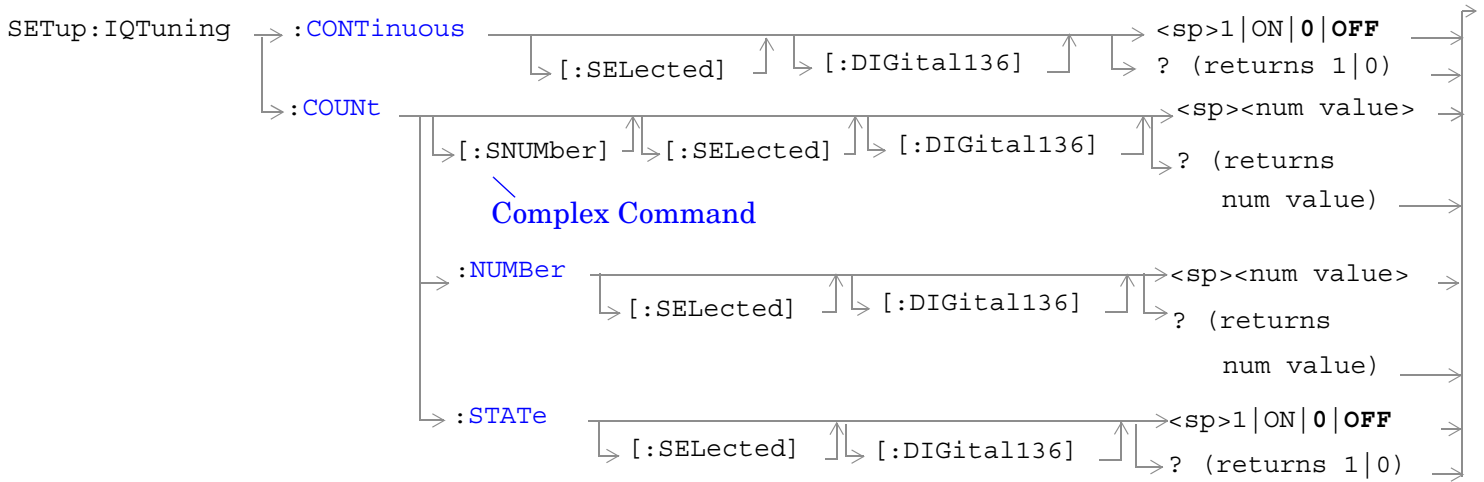 SETup:IQTuning :CONTinuous <sp>1|ON|0|OFF
[:SELected] [:DIGital136] ? (returns 1|0)
:COUNt <sp><num value>
[:SNUMber] [:SELected] [:DIGital136] ? (returns
num value)
Complex Command
:NUMBer <sp><num value>
[:SELected] [:DIGital136] ? (returns
num value)
:STATe <sp>1|ON|0|OFF
[:SELected] [:DIGital136] ? (returns 1|0)